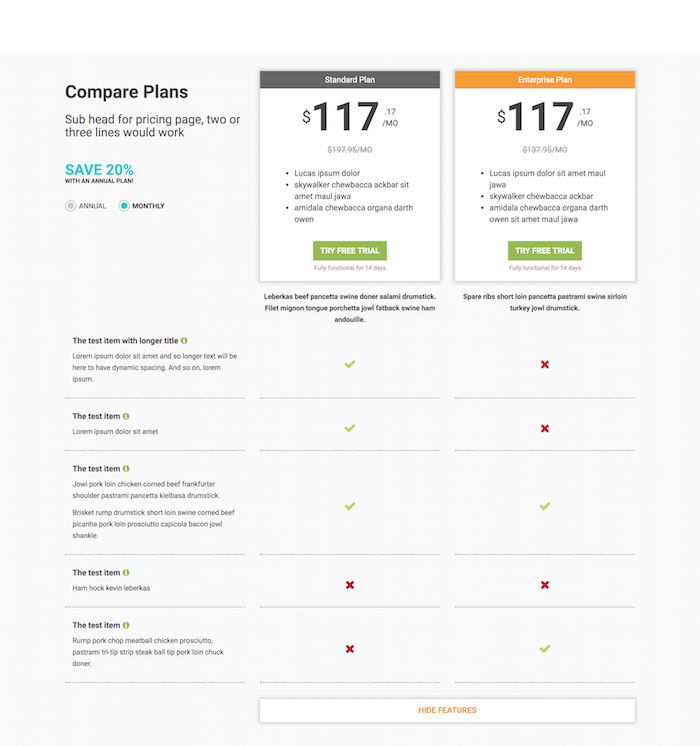 Compare Plans
Sub head for pricing page, two or
three lines would work
SAVE 20%
WITH AN ANNUAL PLAN!
ANNUAL
MONTHLY
Standard Plan
$117.17
/MO
$197.95/MO
• Lucas ipsum dolor
• skywalker chewbacca ackbar sit
amet maul jawa
• amidala chewbacca organa darth
owen
TRY FREE TRIAL
Fully functional for 14 days
Enterprise Plan
$117.17
/MO
$137.95/MO
• Lucas ipsum dolor sit amet maul
jawa
• skywalker chewbacca ackbar
• amidala chewbacca organa darth
owen sit amet maul jawa
TRY FREE TRIAL
Fully functional for 14 days
Leberkas beef pancetta swine doner salami drumstick.
Filet mignon tongue porchetta jowl fatback swine ham
andouille.
Spare ribs short loin pancetta pastrami swine sirloin
turkey jowl drumstick.
The test item with longer title
Lorem ipsum dolor sit amet and so longer text will be
here to have dynamic spacing. And so on, lorem
ipsum.
The test item
Lorem ipsum dolor sit amet
The test item
Jowl pork loin chicken corned beef frankfurter
shoulder pastrami pancetta kielbasa drumstick.
Brisket rump drumstick short loin swine corned beef
picanha pork loin prosciutto capicola bacon jowl
shankle.
The test item
Ham hock kevin leberkas
The test item
Rump pork chop meatball chicken prosciutto,
pastrami tri-tip strip steak ball tip pork loin chuck
doner.
HIDE FEATURES